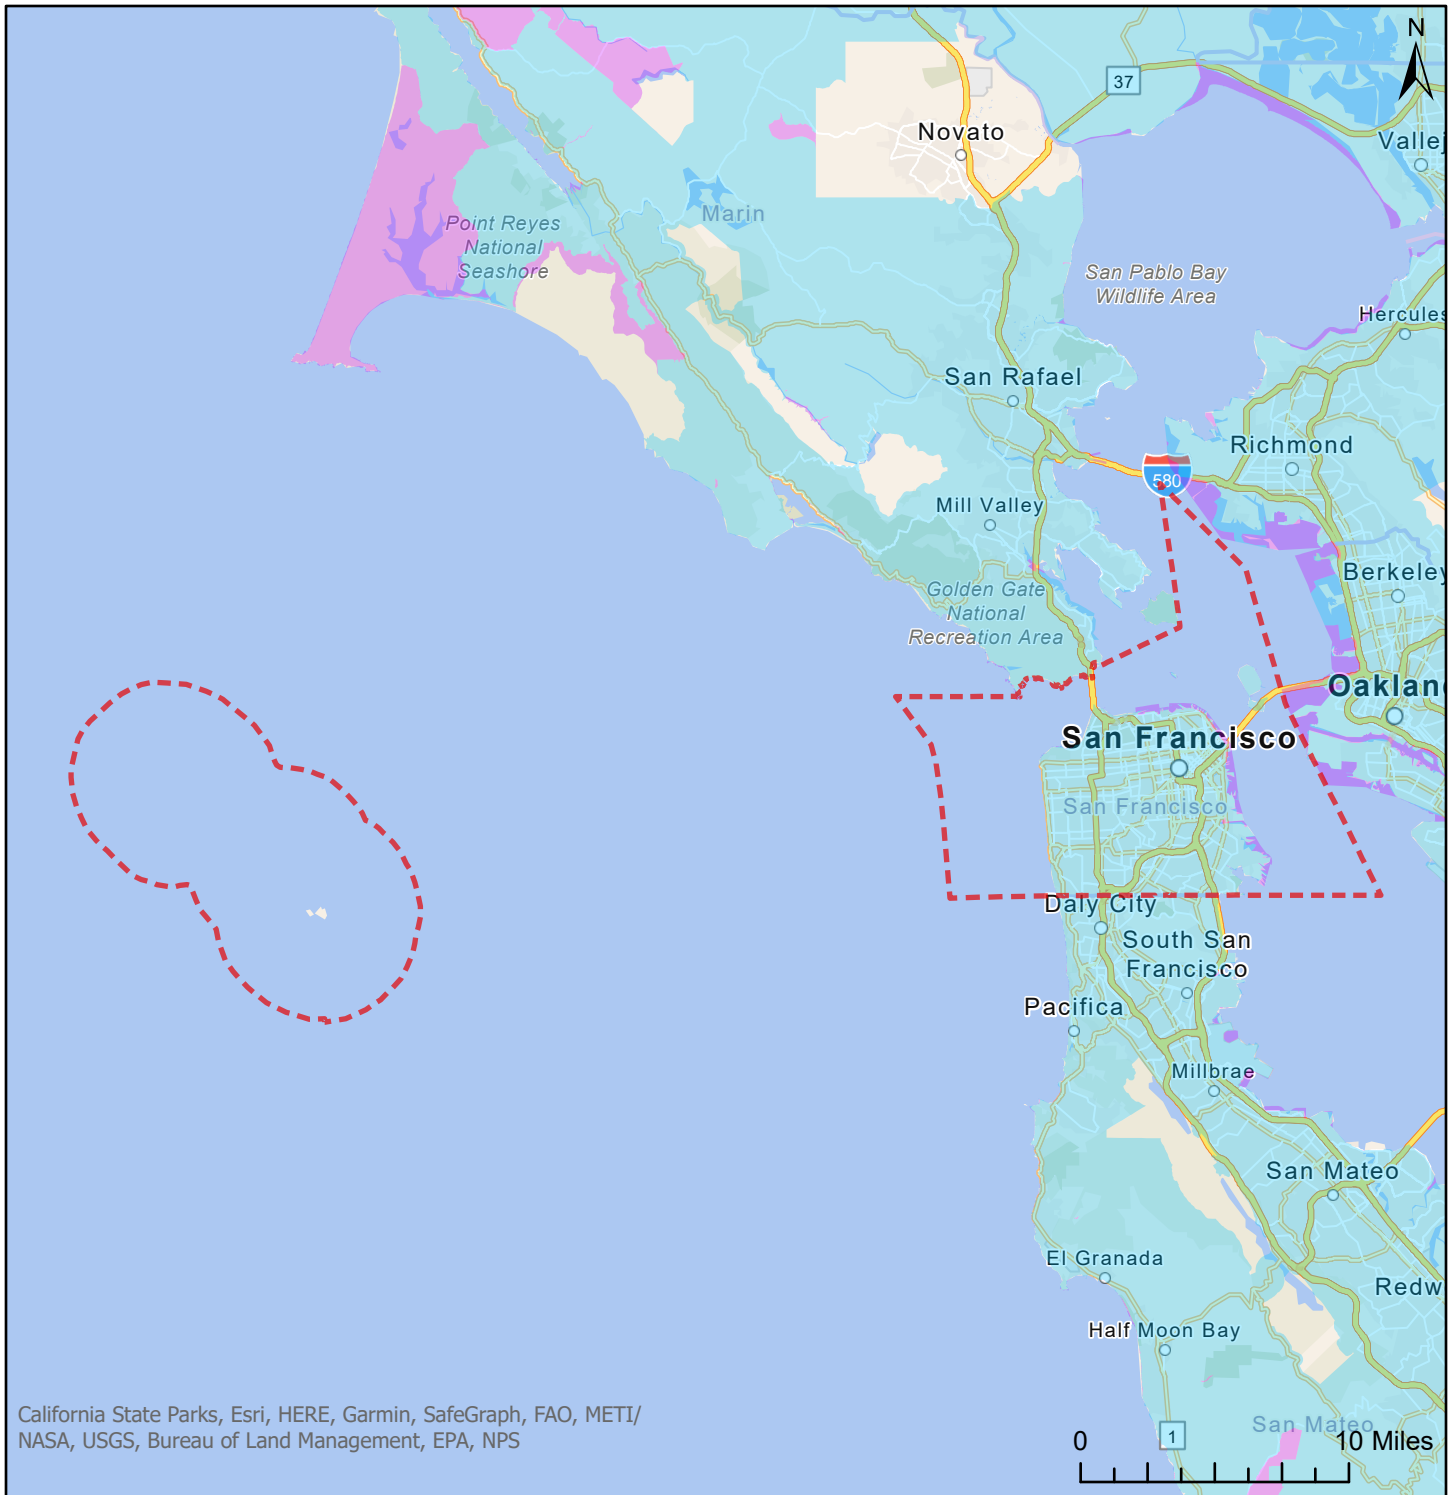 N
37
Novato
Vallej
Marin
Point Reyes
National
Seashore
San Pablo Bay
Wildlife Area
Hercules
San Rafael
Richmond
580
Mill Valley
Berkeley
Golden Gate
National
Recreation Area
Oaklan
San Francisco
San Francisco
Daly City
South San
Francisco
Pacifica
Millbrae
San Mateo
El Granada
Redw
Half Moon Bay
California State Parks, Esri, HERE, Garmin, SafeGraph, FAO, METI/
NASA, USGS, Bureau of Land Management, EPA, NPS
1
San Mateo
0 10 Miles